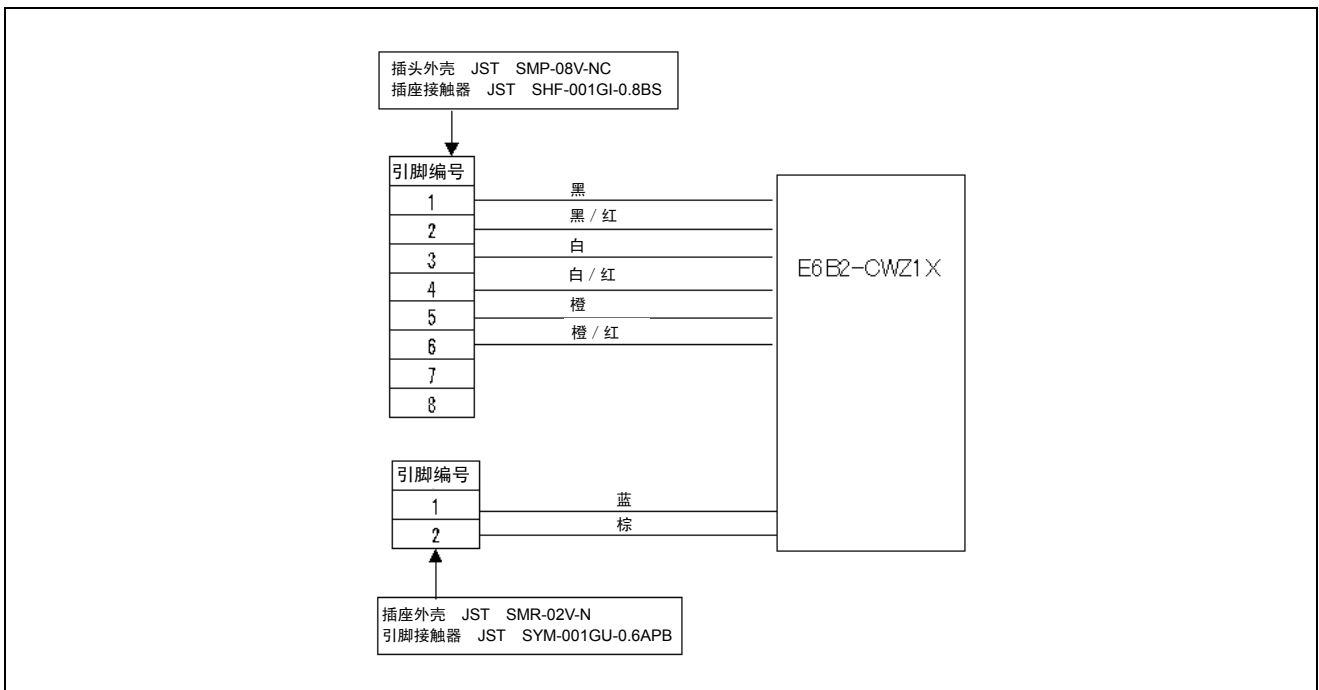 插头外壳 JST SMP-08V-NC
插座接触器 JST SHF-001GI-0.8BS
引脚编号
1
黑
2
黑 / 红
3
白
4
白 / 红
5
橙
6
橙 / 红
7
8
E6B2-CWZ1X
引脚编号
1
蓝
2
棕
插座外壳 JST SMR-02V-N
引脚接触器 JST SYM-001GU-0.6APB